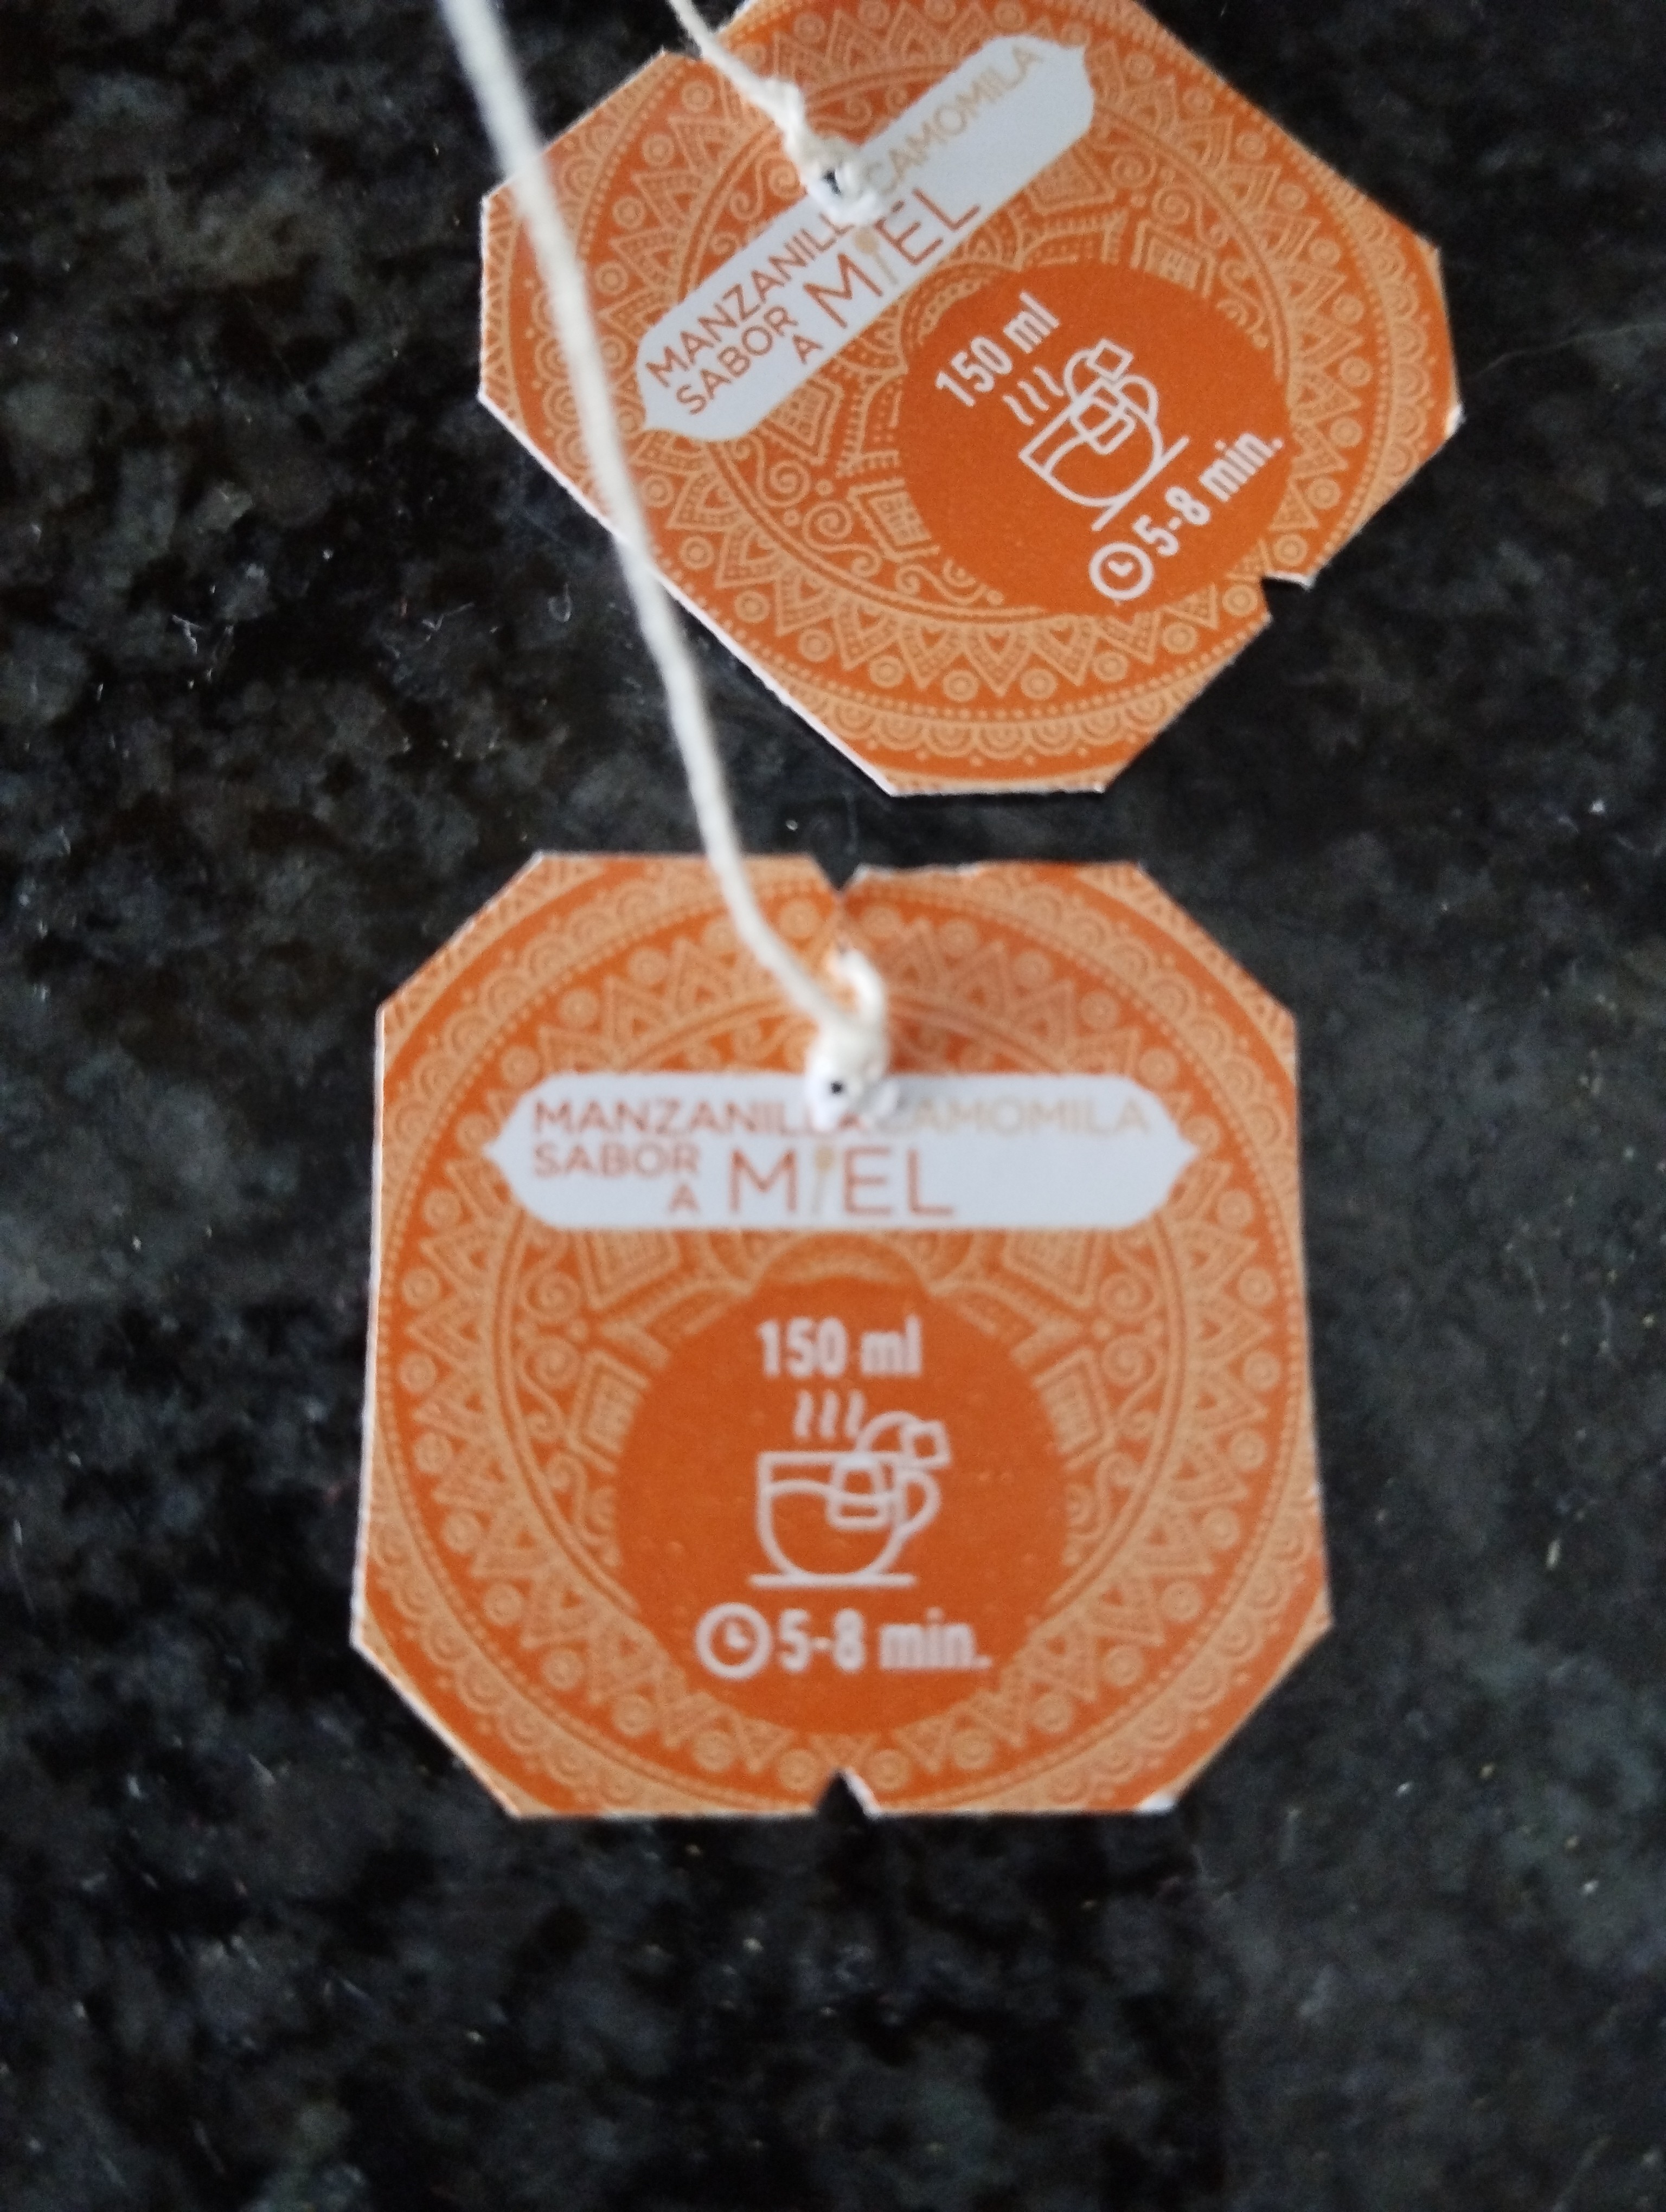 MANZANILLA CAMOMILA
SABOR
A MIEL
150 ml
5-8 min.
MANZANILLA CAMOMILA
SABOR
A MIEL
150 ml
5-8 min.